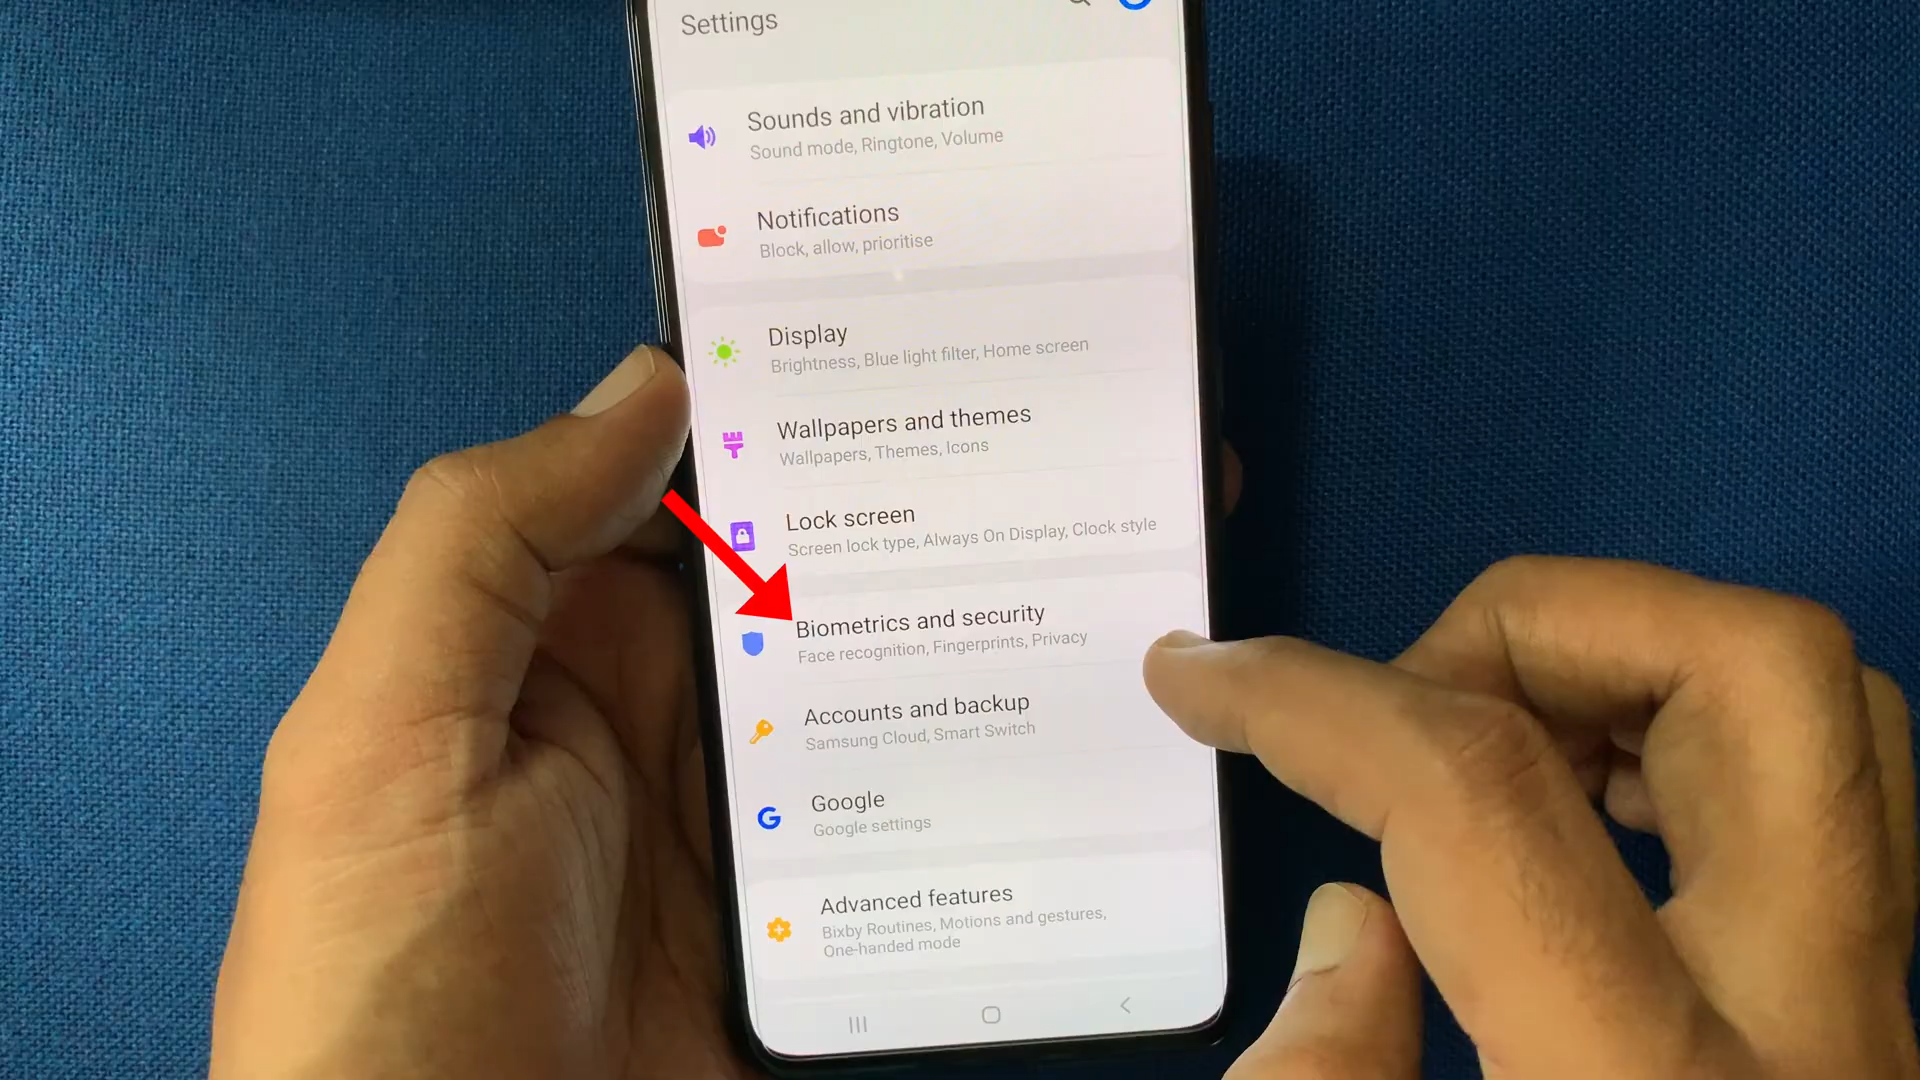 Settings
Sounds and vibration
Sound mode, Ringtone, Volume
Notifications
Block, allow, prioritise
Display
Brightness, Blue light filter, Home screen
Wallpapers and themes
Wallpapers, Themes, Icons
Lock screen
Screen lock type, Always On Display, Clock style
Biometrics and security
Face recognition, Fingerprints, Privacy
Accounts and backup
Samsung Cloud, Smart Switch
Google
Google settings
Advanced features
Bixby Routines, Motions and gestures,
One-handed mode